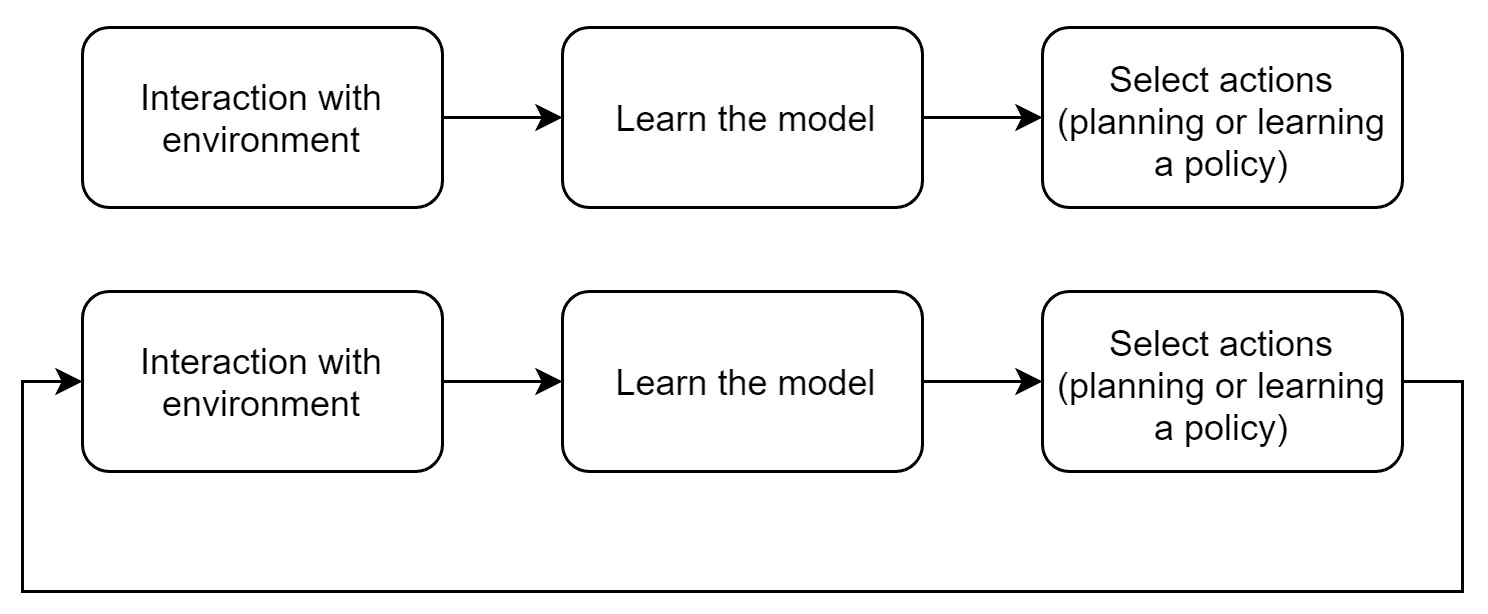 Interaction with
environment
Learn the model
Select actions
(planning or learning
a policy)
Interaction with
environment
Learn the model
Select actions
(planning or learning
a policy)